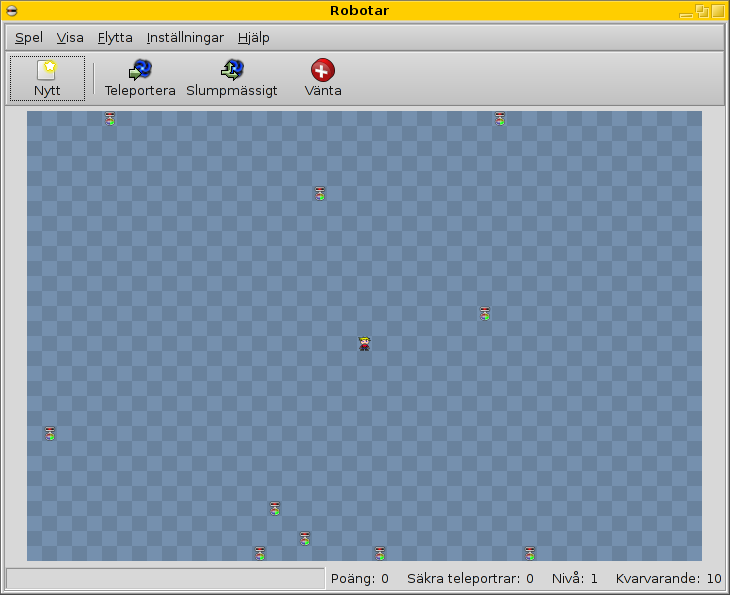 Robotar
Spel Visa Flytta Inställningar Hjälp
Nytt Teleportera Slumpmässigt Vänta
Poäng: 0 Säkra teleportrar: 0 Nivå: 1 Kvarvarande: 10